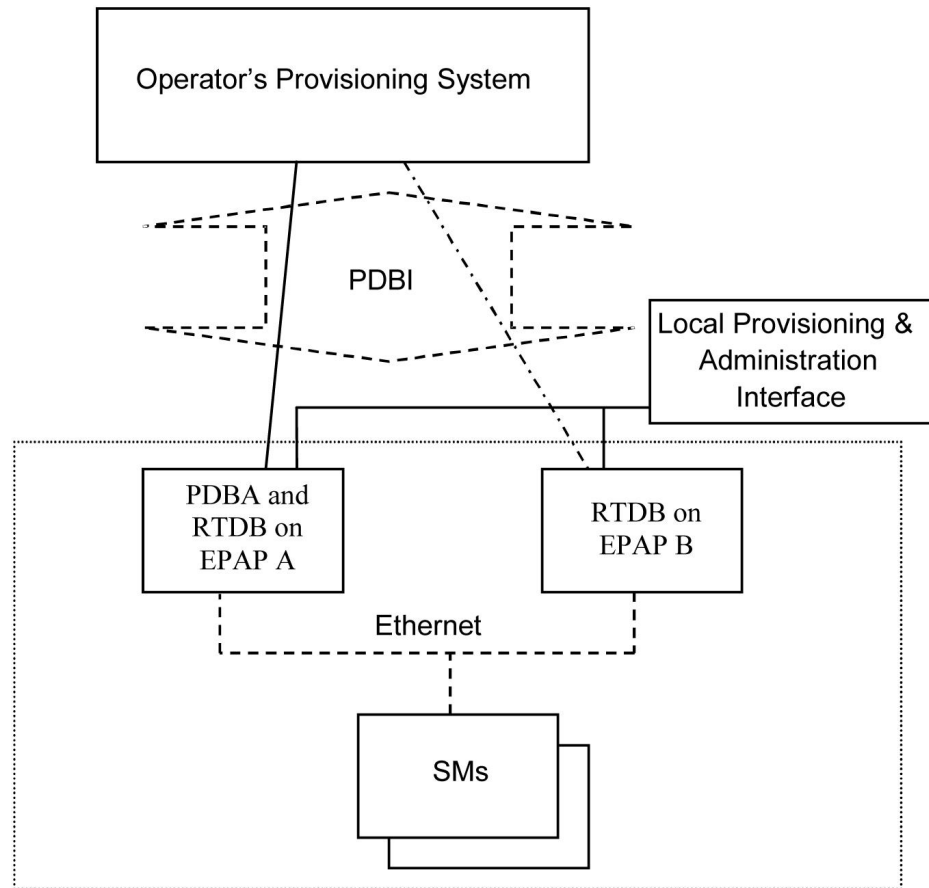 Operator’s Provisioning System
PDBI
Local Provisioning &
Administration
Interface
PDBA and
RTDB on
EPAP A
RTDB on
EPAP B
Ethernet
SMs